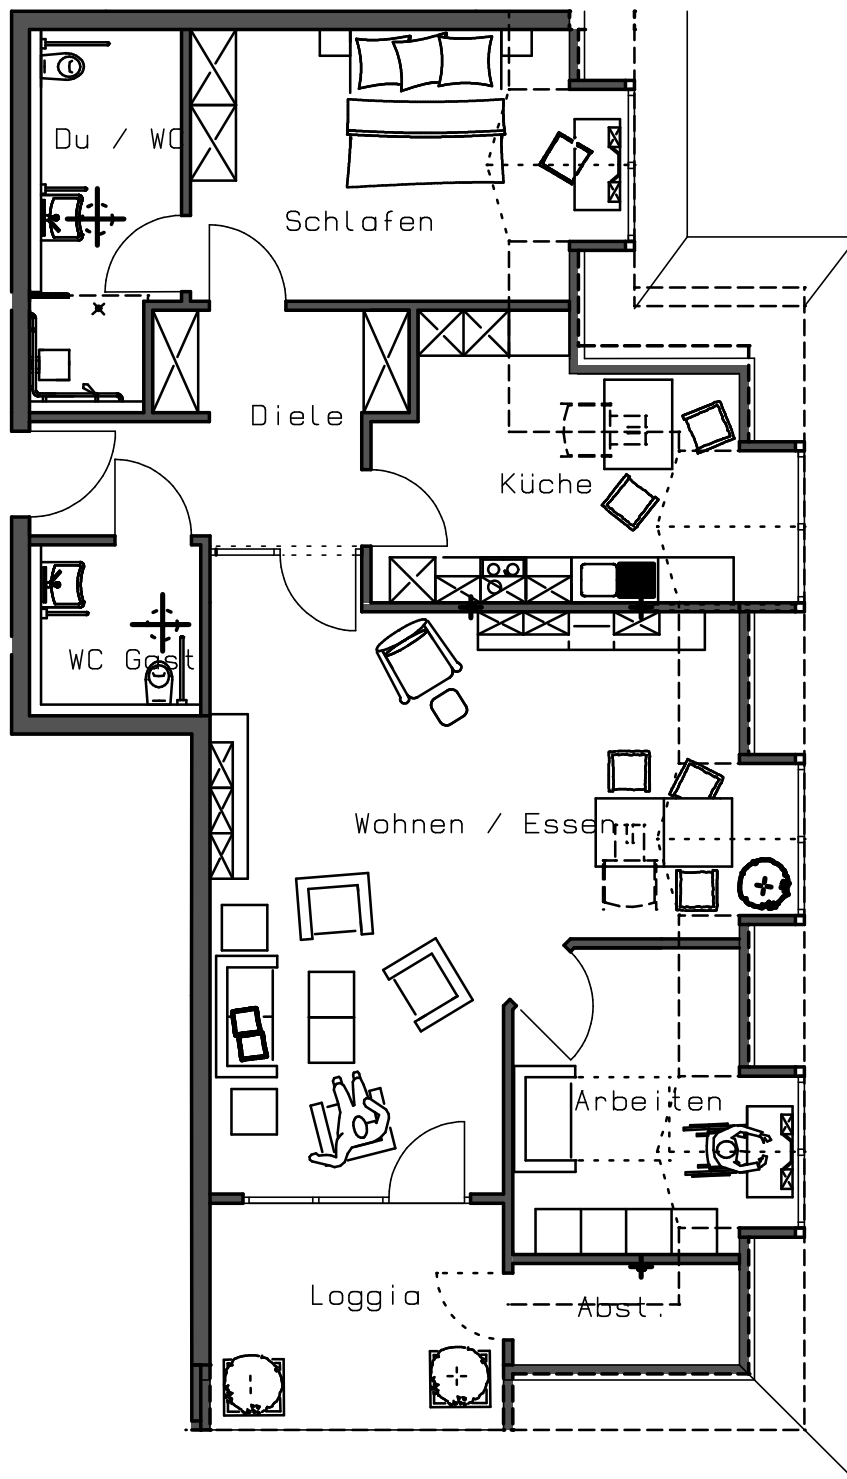 Du / WC
Schlafen
Diele
Küche
WC Gast
Wohnen / Essen
Arbeiten
Loggia
Abst.